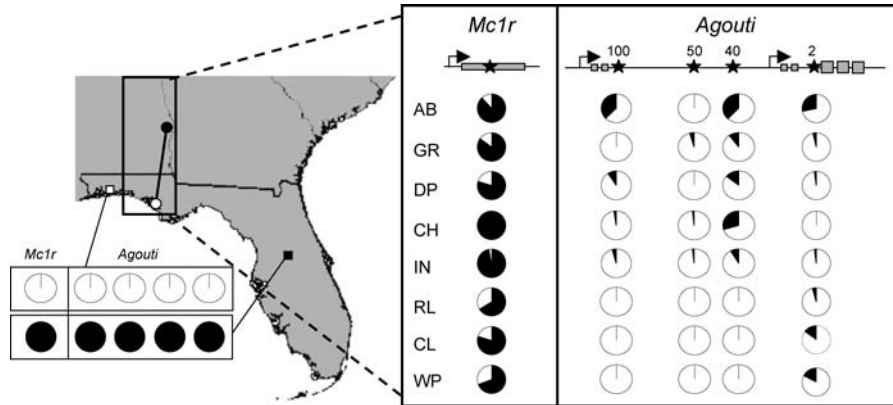 Mc1r Agouti
100 50 40 2
AB
GR
DP
CH
IN
RL
CL
WP
Mc1r Agouti